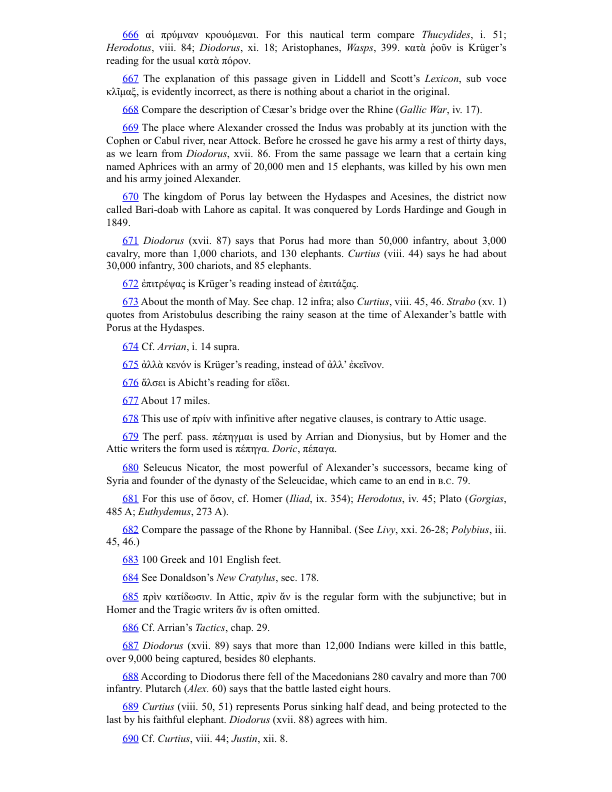 666 αἱ πρύμναν κρουόμεναι. For this nautical term compare Thucydides, i. 51;
Herodotus, viii. 84; Diodorus, xi. 18; Aristophanes, Wasps, 399. κατὰ ῥοῦν is Krüger’s
reading for the usual κατὰ πόρον.
667 The explanation of this passage given in Liddell and Scott’s Lexicon, sub voce
κλῖμαξ, is evidently incorrect, as there is nothing about a chariot in the original.
668 Compare the description of Cæsar’s bridge over the Rhine (Gallic War, iv. 17).
669 The place where Alexander crossed the Indus was probably at its junction with the
Cophen or Cabul river, near Attock. Before he crossed he gave his army a rest of thirty days,
as we learn from Diodorus, xvii. 86. From the same passage we learn that a certain king
named Aphrices with an army of 20,000 men and 15 elephants, was killed by his own men
and his army joined Alexander.
670 The kingdom of Porus lay between the Hydaspes and Acesines, the district now
called Bari-doab with Lahore as capital. It was conquered by Lords Hardinge and Gough in
1849.
671 Diodorus (xvii. 87) says that Porus had more than 50,000 infantry, about 3,000
cavalry, more than 1,000 chariots, and 130 elephants. Curtius (viii. 44) says he had about
30,000 infantry, 300 chariots, and 85 elephants.
672 ἐπιτρέψας is Krüger’s reading instead of ἐπιτάξας.
673 About the month of May. See chap. 12 infra; also Curtius, viii. 45, 46. Strabo (xv. 1)
quotes from Aristobulus describing the rainy season at the time of Alexander’s battle with
Porus at the Hydaspes.
674 Cf. Arrian, i. 14 supra.
675 ἀλλὰ κενόν is Krüger’s reading, instead of ἀλλ’ ἐκεῖνον.
676 ἄλσει is Abicht’s reading for εἴδει.
677 About 17 miles.
678 This use of πρίν with infinitive after negative clauses, is contrary to Attic usage.
679 The perf. pass. πέπηγμαι is used by Arrian and Dionysius, but by Homer and the
Attic writers the form used is πέπηγα. Doric, πέπαγα.
680 Seleucus Nicator, the most powerful of Alexander’s successors, became king of
Syria and founder of the dynasty of the Seleucidae, which came to an end in B.C. 79.
681 For this use of ὅσον, cf. Homer (Iliad, ix. 354); Herodotus, iv. 45; Plato (Gorgias,
485 A; Euthydemus, 273 A).
682 Compare the passage of the Rhone by Hannibal. (See Livy, xxi. 26-28; Polybius, iii.
45, 46.)
683 100 Greek and 101 English feet.
684 See Donaldson’s New Cratylus, sec. 178.
685 πρὶν κατίδωσιν. In Attic, πρὶν ἄν is the regular form with the subjunctive; but in
Homer and the Tragic writers ἄν is often omitted.
686 Cf. Arrian’s Tactics, chap. 29.
687 Diodorus (xvii. 89) says that more than 12,000 Indians were killed in this battle,
over 9,000 being captured, besides 80 elephants.
688 According to Diodorus there fell of the Macedonians 280 cavalry and more than 700
infantry. Plutarch (Alex. 60) says that the battle lasted eight hours.
689 Curtius (viii. 50, 51) represents Porus sinking half dead, and being protected to the
last by his faithful elephant. Diodorus (xvii. 88) agrees with him.
690 Cf. Curtius, viii. 44; Justin, xii. 8.